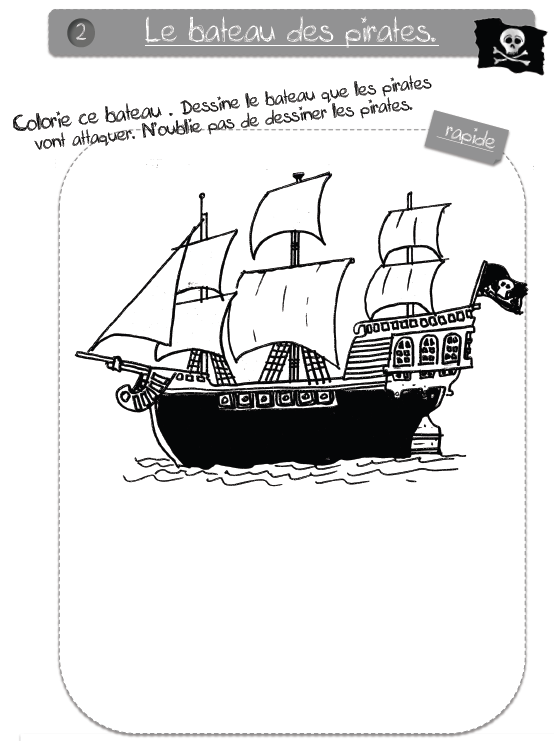 2
Le bateau des pirates.
Colorie ce bateau . Dessine le bateau que les pirates
vont attaquer. N'oublie pas de dessiner les pirates.
rapide